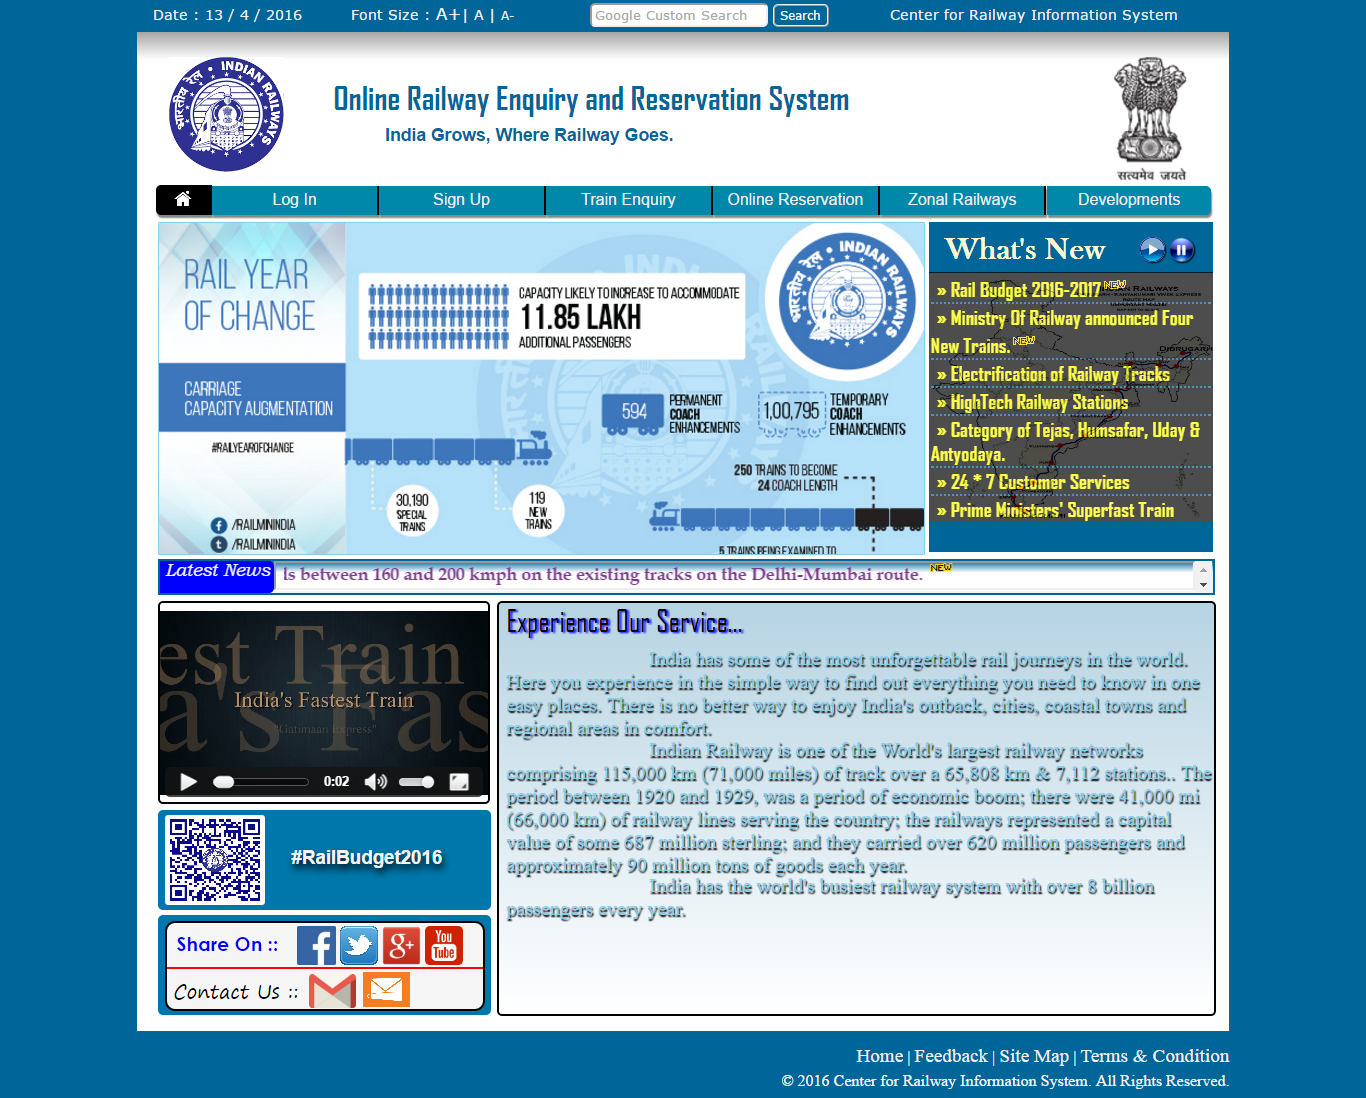 Date : 13 / 4 / 2016
Font Size : A+| A | A-
Google Custom Search
Search
Center for Railway Information System
भारतीय रेल INDIAN RAILWAYS
Online Railway Enquiry and Reservation System
India Grows, Where Railway Goes.
सत्यमेव जयते
Log In
Sign Up
Train Enquiry
Online Reservation
Zonal Railways
Developments
RAIL YEAR
OF CHANGE
CARRIAGE
CAPACITY AUGMENTATION
#RAILYEAROFCHANGE
/RAILMININDIA
/RAILMININDIA
CAPACITY LIKELY TO INCREASE TO ACCOMMODATE
11.85 LAKH
ADDITIONAL PASSENGERS
भारतीय रेल INDIAN RAILWAYS
594
PERMANENT
COACH
ENHANCEMENTS
1,00,795
TEMPORARY
COACH
ENHANCEMENTS
250 TRAINS TO BECOME
24 COACH LENGTH
30,190
SPECIAL
TRAINS
119
NEW
TRAINS
5 TRAINS BEING EXAMINED TO
What's New
» Rail Budget 2016-2017 NEW
» Ministry Of Railway announced Four
New Trains. NEW
» Electrification of Railway Tracks
» HighTech Railway Stations
» Category of Tejas, Humsafar, Uday &
Antyodaya.
» 24 * 7 Customer Services
» Prime Ministers' Superfast Train
Latest News
ls between 160 and 200 kmph on the existing tracks on the Delhi-Mumbai route. NEW
est Train
India's Fastest Train
"Gatimaan Express"
a's Fas
0:02
#RailBudget2016
Share On ::
You
Tube
Contact Us ::
Experience Our Service...
India has some of the most unforgettable rail journeys in the world.
Here you experience in the simple way to find out everything you need to know in one
easy places. There is no better way to enjoy India's outback, cities, coastal towns and
regional areas in comfort.
Indian Railway is one of the World's largest railway networks
comprising 115,000 km (71,000 miles) of track over a 65,808 km & 7,112 stations.. The
period between 1920 and 1929, was a period of economic boom; there were 41,000 mi
(66,000 km) of railway lines serving the country; the railways represented a capital
value of some 687 million sterling; and they carried over 620 million passengers and
approximately 90 million tons of goods each year.
India has the world's busiest railway system with over 8 billion
passengers every year.
Home | Feedback | Site Map | Terms & Condition
© 2016 Center for Railway Information System. All Rights Reserved.